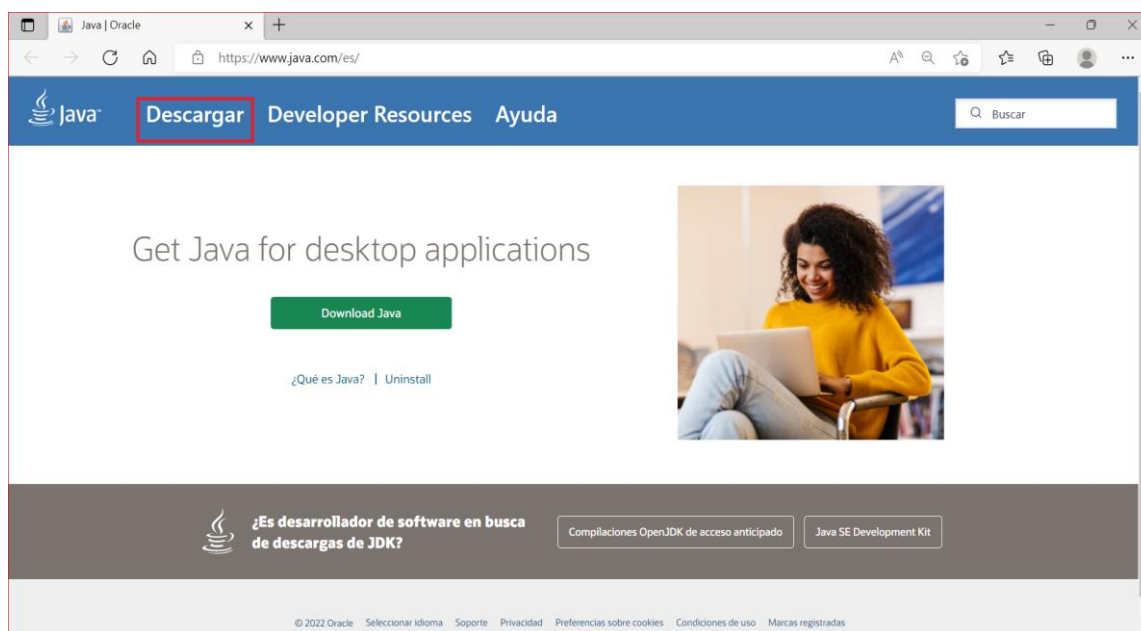 Java | Oracle
https://www.java.com/es/
Java
Descargar Developer Resources Ayuda
Buscar
Get Java for desktop applications
Download Java
¿Qué es Java? | Uninstall
¿Es desarrollador de software en busca
de descargas de JDK?
Compilaciones OpenJDK de acceso anticipado
Java SE Development Kit
© 2022 Oracle Seleccionar idioma Soporte Privacidad Preferencias sobre cookies Condiciones de uso Marcas registradas